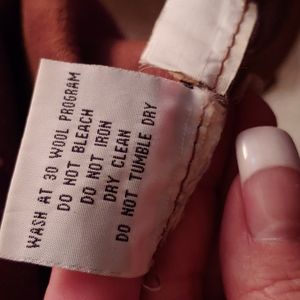 WASH AT 30 WOOL PROGRAM
DO NOT BLEACH
DO NOT IRON
DRY CLEAN
DO NOT TUMBLE DRY